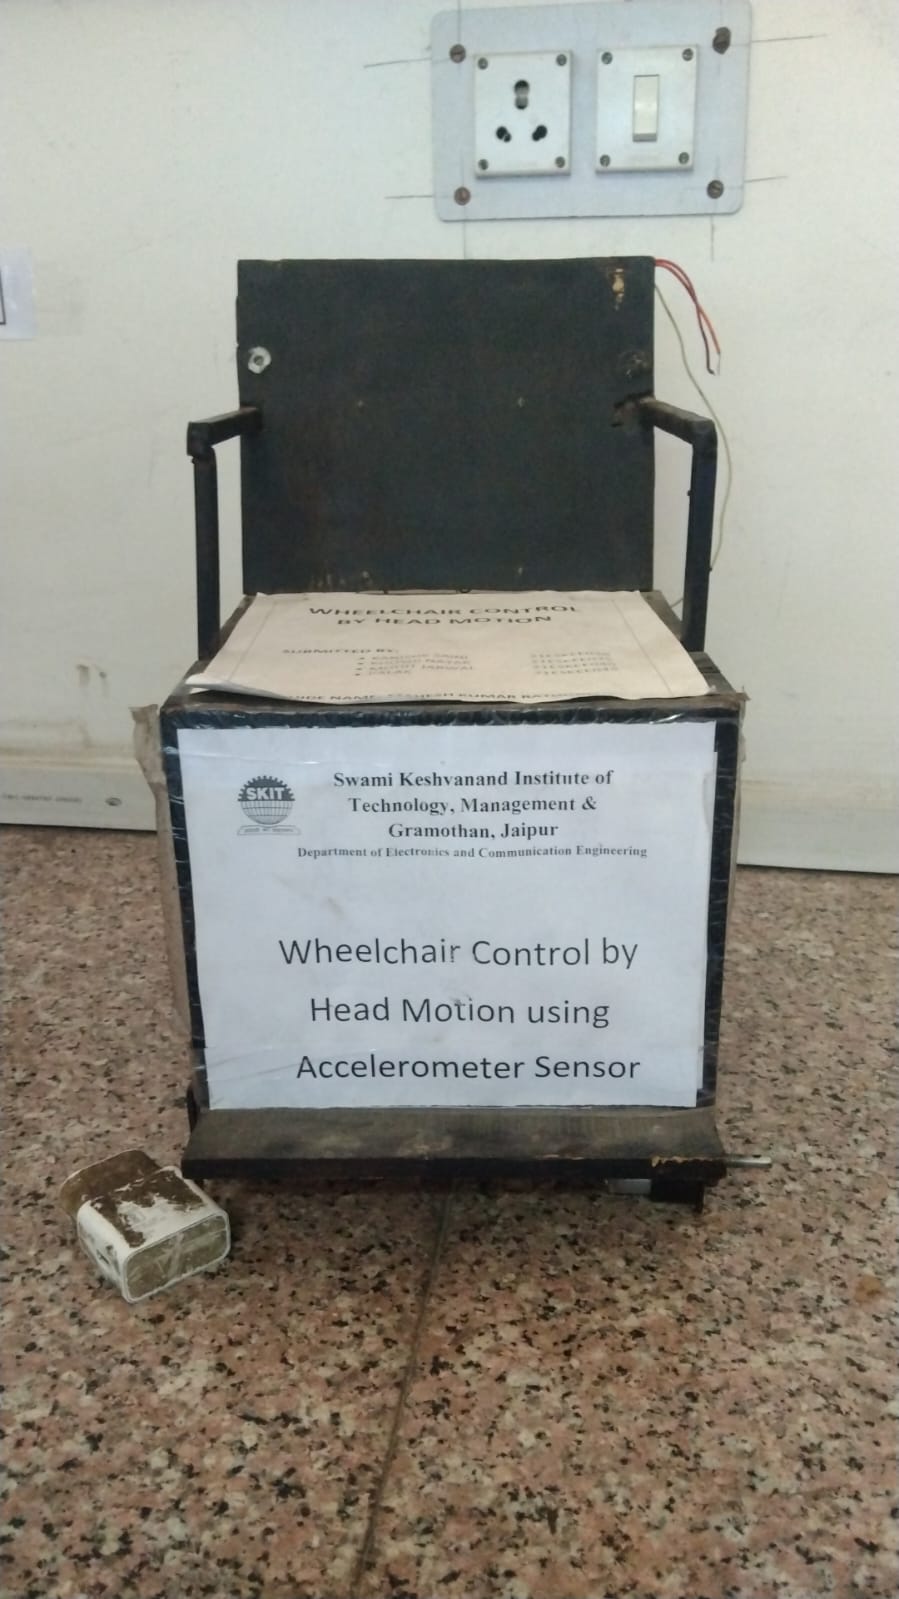 WHEELCHAIR CONTROL
BY HEAD MOTION
SUBMITTED BY:
SKIT
Swami Keshvanand Institute of
Technology, Management &
Gramothan, Jaipur
Department of Electronics and Communication Engineering
Wheelchair Control by
Head Motion using
Accelerometer Sensor